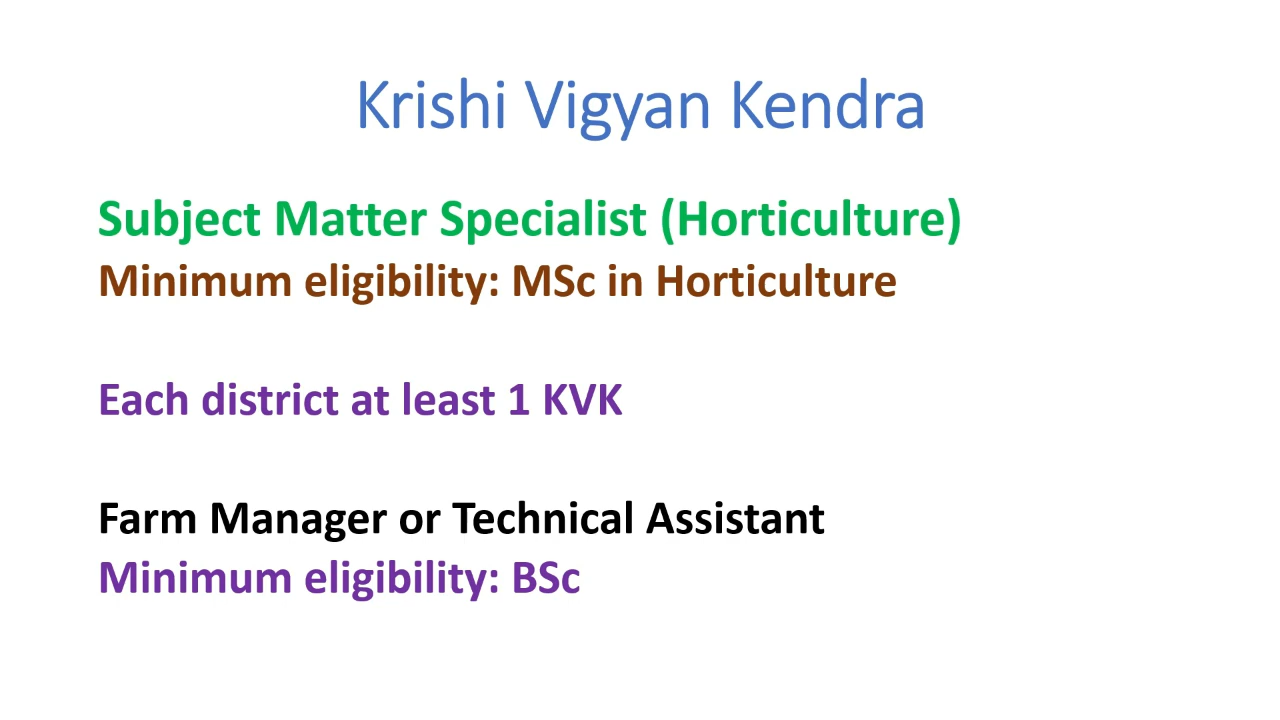 Krishi Vigyan Kendra
Subject Matter Specialist (Horticulture)
Minimum eligibility: MSc in Horticulture
Each district at least 1 KVK
Farm Manager or Technical Assistant
Minimum eligibility: BSc